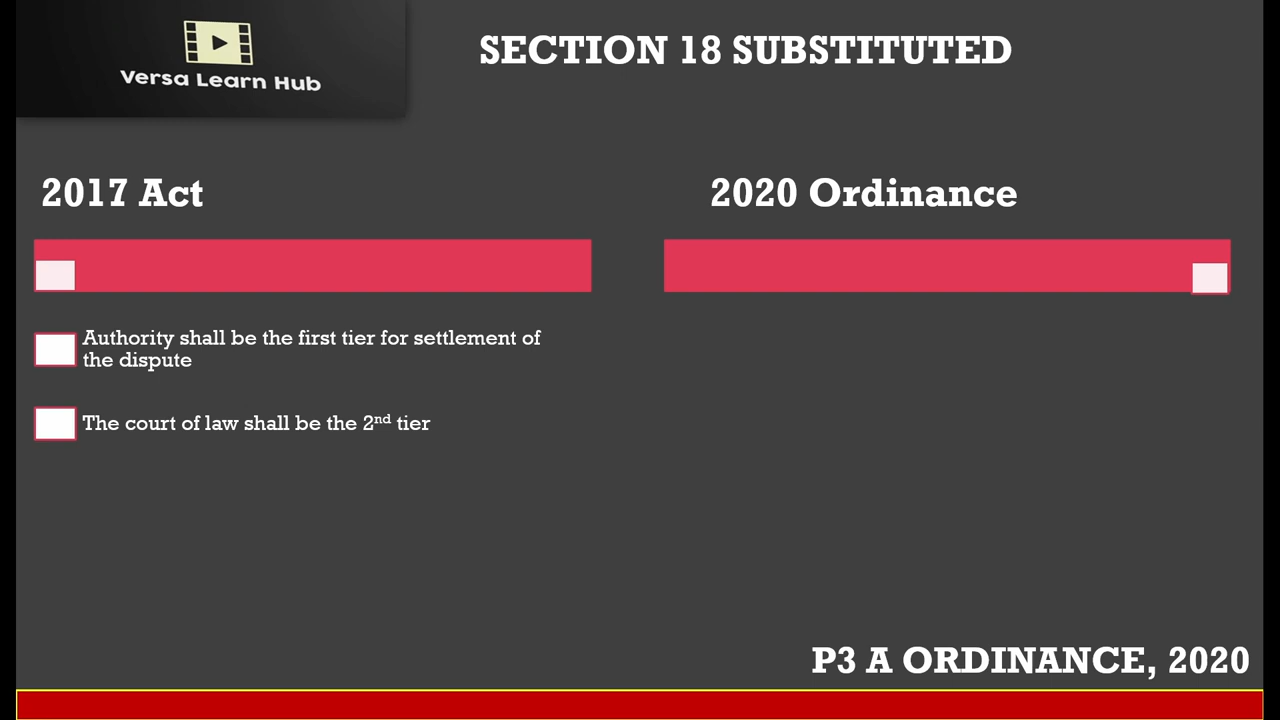 Versa Learn Hub
SECTION 18 SUBSTITUTED
2017 Act
2020 Ordinance
Authority shall be the first tier for settlement of
the dispute
The court of law shall be the 2nd tier
P3 A ORDINANCE, 2020